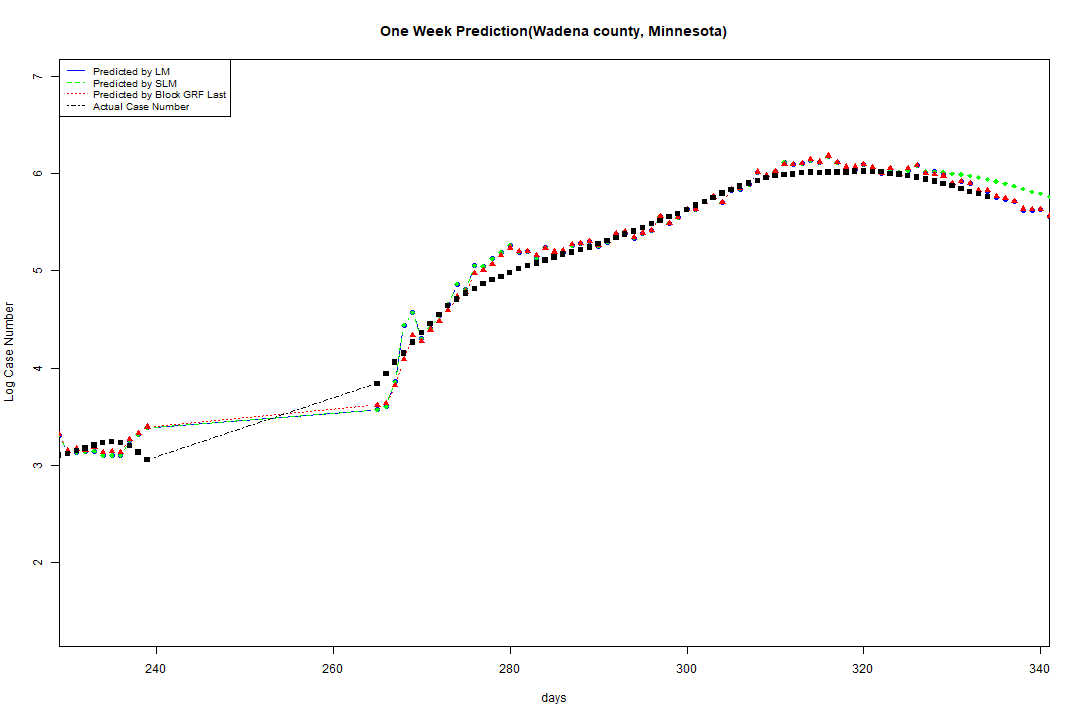 One Week Prediction(Wadena county, Minnesota)
Predicted by LM
Predicted by SLM
Predicted by Block GRF Last
Actual Case Number
7
6
5
4
3
2
Log Case Number
240 260 280 300 320 340
days